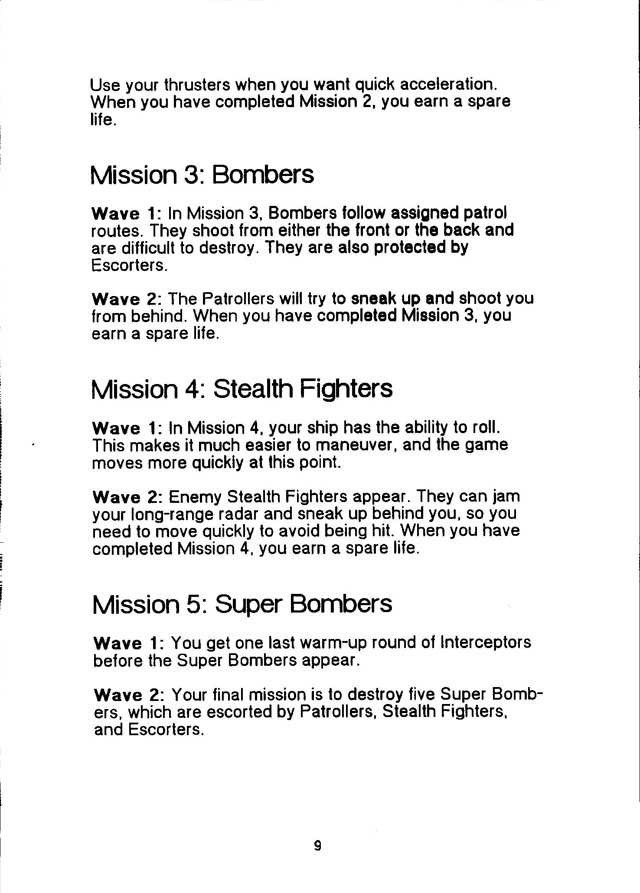 Use your thrusters when you want quick acceleration.
When you have completed Mission 2, you earn a spare
life.
Mission 3: Bombers
Wave 1: In Mission 3, Bombers follow assigned patrol
routes. They shoot from either the front or the back and
are difficult to destroy. They are also protected by
Escorters.
Wave 2: The Patrollers will try to sneak up and shoot you
from behind. When you have completed Mission 3, you
earn a spare life.
Mission 4: Stealth Fighters
Wave 1: In Mission 4, your ship has the ability to roll.
This makes it much easier to maneuver, and the game
moves more quickly at this point.
Wave 2: Enemy Stealth Fighters appear. They can jam
your long-range radar and sneak up behind you, so you
need to move quickly to avoid being hit. When you have
completed Mission 4, you earn a spare life.
Mission 5: Super Bombers
Wave 1: You get one last warm-up round of Interceptors
before the Super Bombers appear.
Wave 2: Your final mission is to destroy five Super Bomb-
ers, which are escorted by Patrollers, Stealth Fighters,
and Escorters.
9